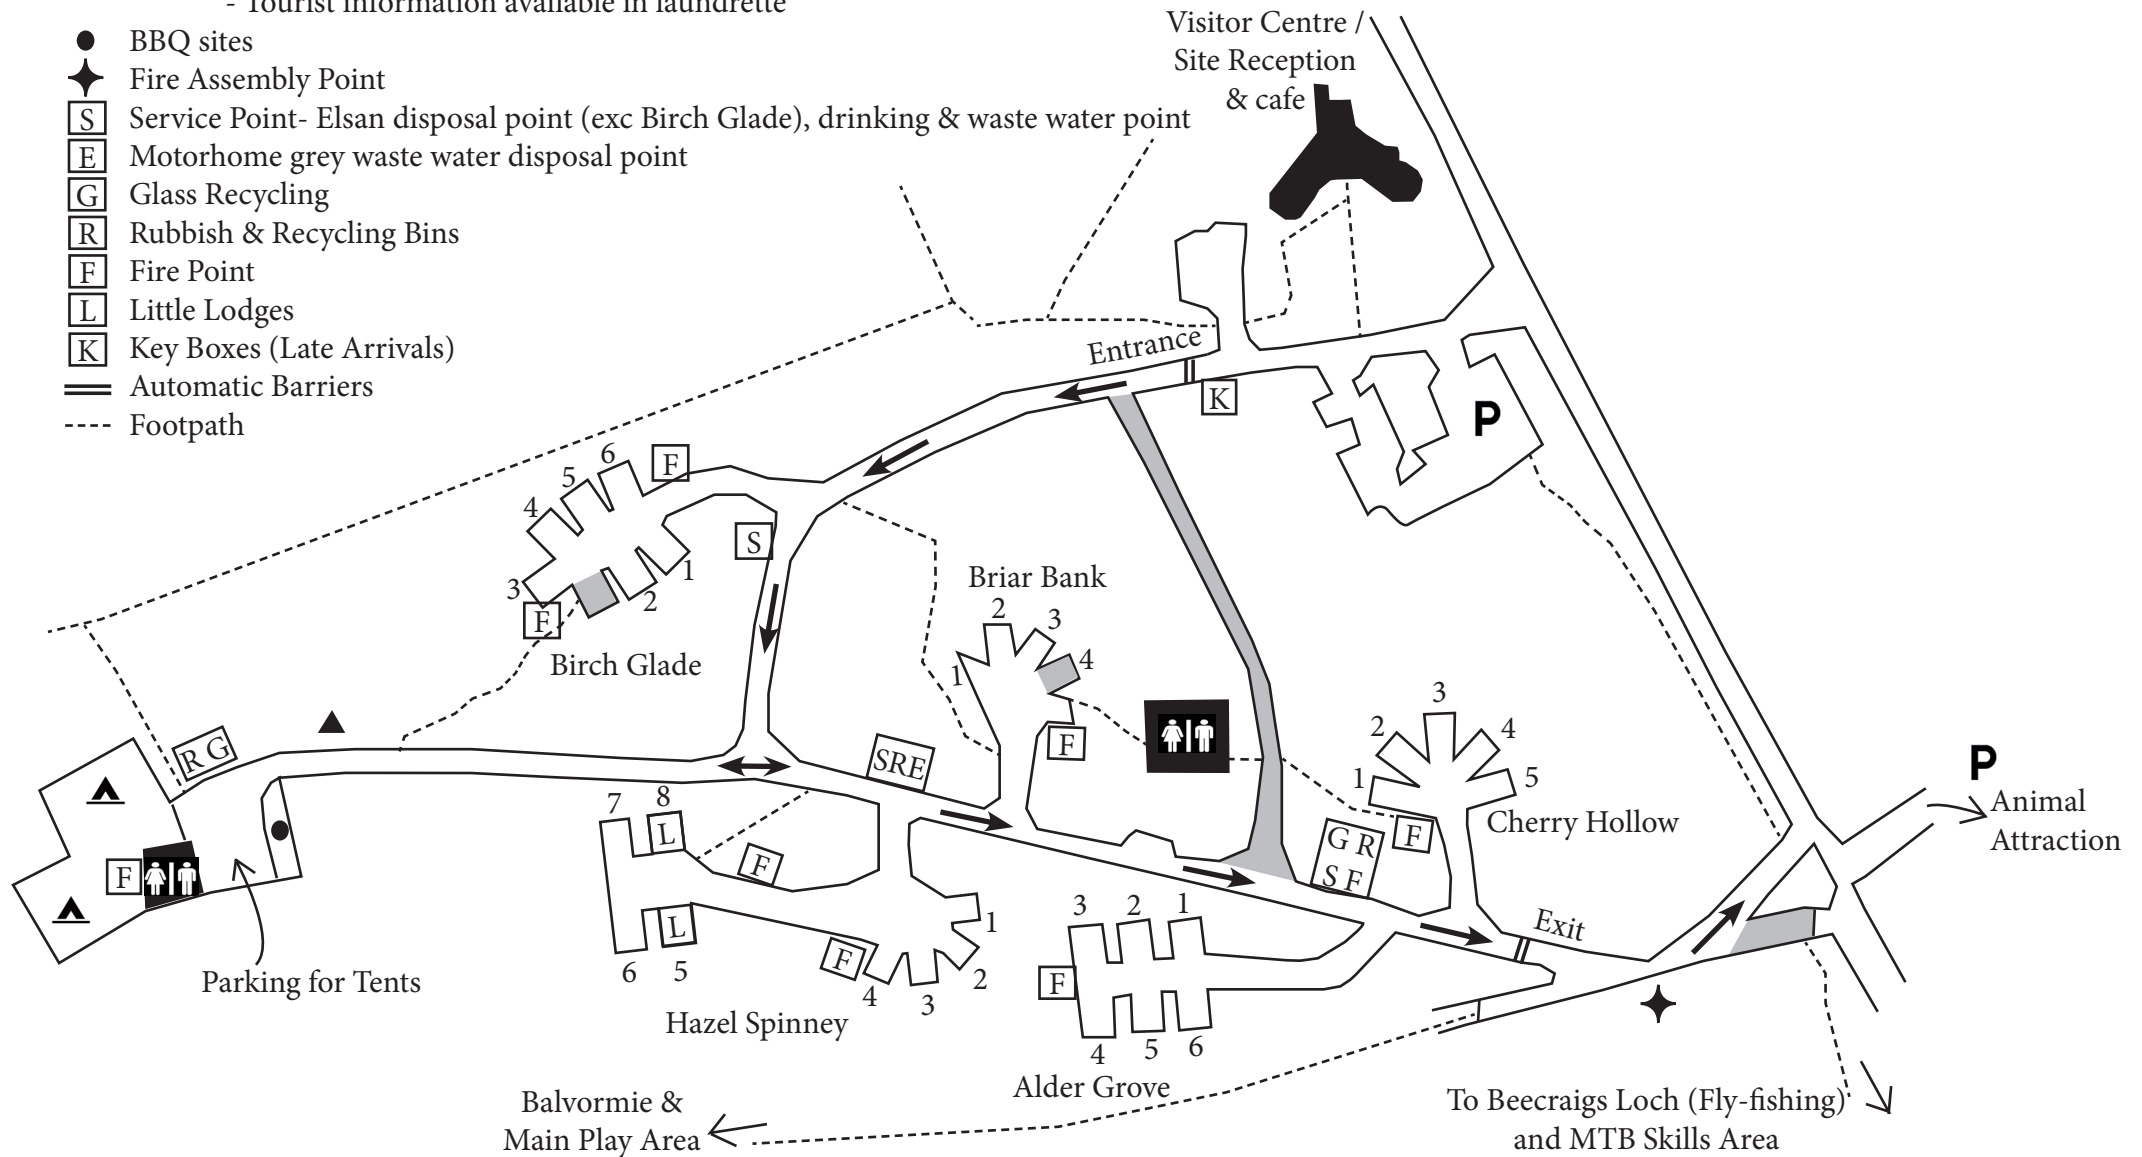 - Tourist information available in laundrette
BBQ sites
Fire Assembly Point
S Service Point- Elsan disposal point (exc Birch Glade), drinking & waste water point
E Motorhome grey waste water disposal point
G Glass Recycling
R Rubbish & Recycling Bins
F Fire Point
L Little Lodges
K Key Boxes (Late Arrivals)
Automatic Barriers
Footpath
Visitor Centre /
Site Reception
& cafe
Entrance
K
P
6
5
4
3
2
1
F
F
S
Birch Glade
Briar Bank
1
2
3
4
F
SRE
R G
F
Parking for Tents
7
8
L
F
L
6
5
F
4
3
2
1
Hazel Spinney
3
2
1
F
4
5
6
Alder Grove
1
2
3
4
5
Cherry Hollow
G R
S F
F
Exit
P
Animal
Attraction
Balvormie &
Main Play Area
To Beecraigs Loch (Fly-fishing)
and MTB Skills Area